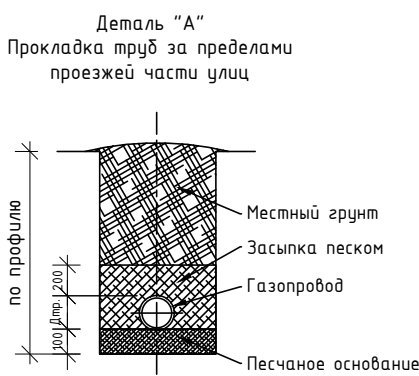 Деталь "А"
Прокладка труб за пределами
проезжей части улиц
Местный грунт
Засыпка песком
Газопровод
Песчаное основание
по профилю
200
Дтр.
100